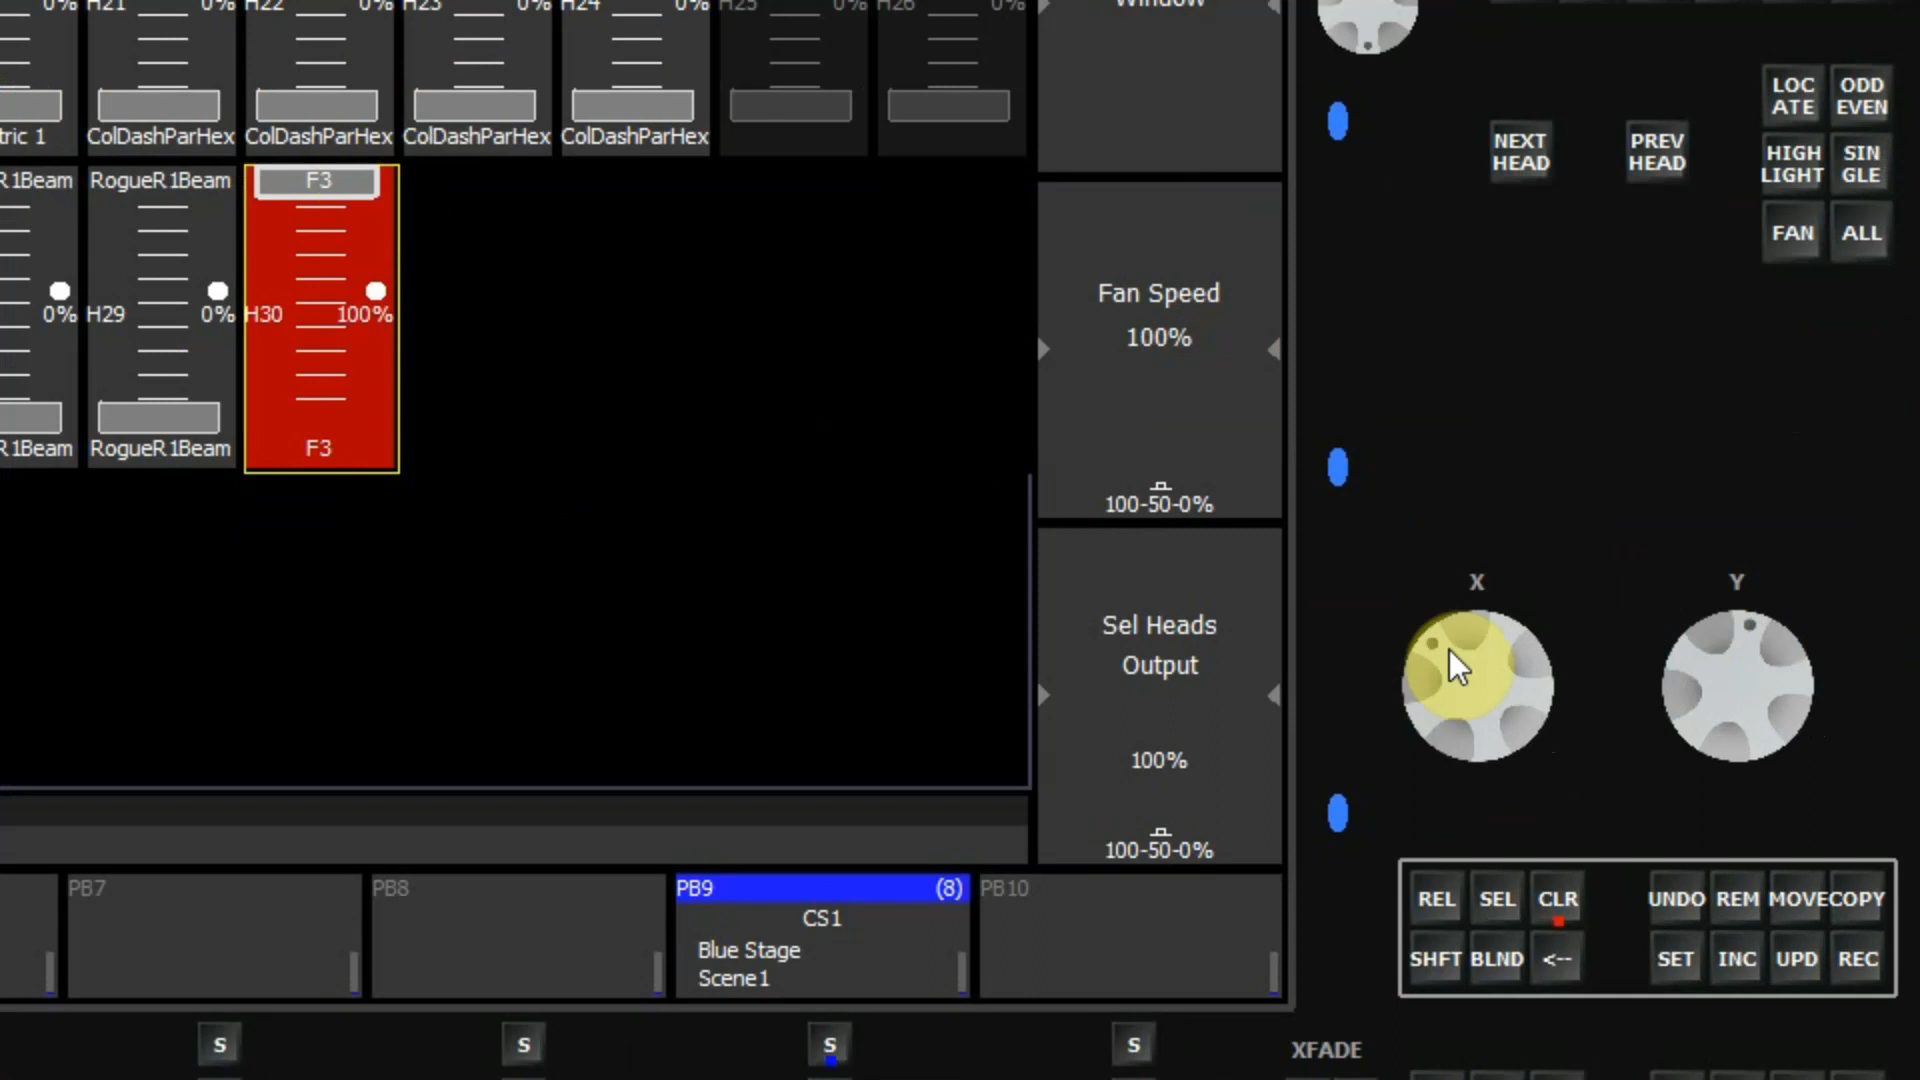 0% H21 0% H22 0% H23 0% H24 0% H25 0% H26 0%
Window
tric 1 ColDashParHex ColDashParHex ColDashParHex ColDashParHex
R1Beam RogueR1Beam F3
0% H29 0% H30 100%
R1Beam RogueR1Beam F3
Fan Speed
100%
100-50-0%
Sel Heads
Output
100%
100-50-0%
LOC
ATE
ODD
EVEN
NEXT
HEAD
PREV
HEAD
HIGH
LIGHT
SIN
GLE
FAN ALL
X Y
REL SEL CLR UNDO REM MOVE COPY
SHFT BLND <-- SET INC UPD REC
PB7 PB8 PB9 (8) PB10
CS1
Blue Stage
Scene1
S S S S
XFADE